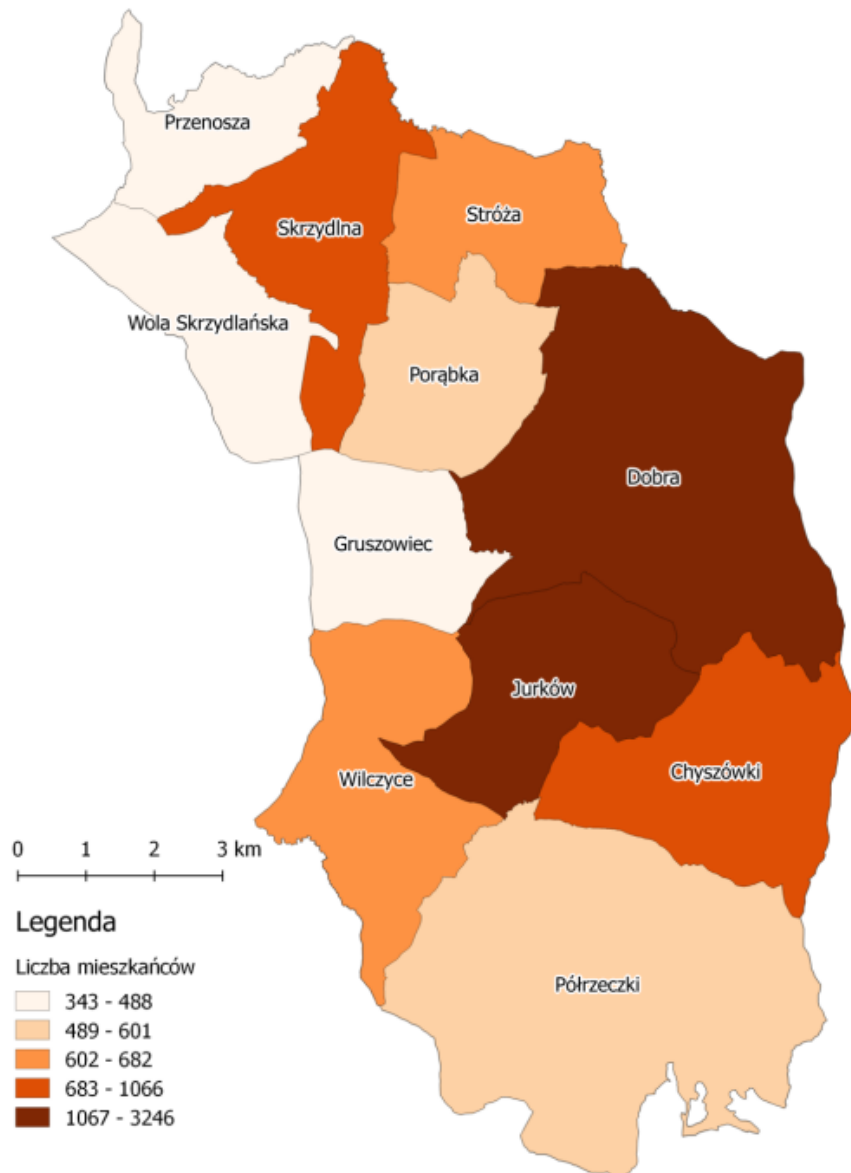 Przenosza
Skrzydlna
Stróża
Wola Skrzydlańska
Porąbka
Dobra
Gruszowiec
Jurków
Chyszówki
Wilczyce
Półrzeczki
0 1 2 3 km
Legenda
Liczba mieszkańców
343 - 488
489 - 601
602 - 682
683 - 1066
1067 - 3246